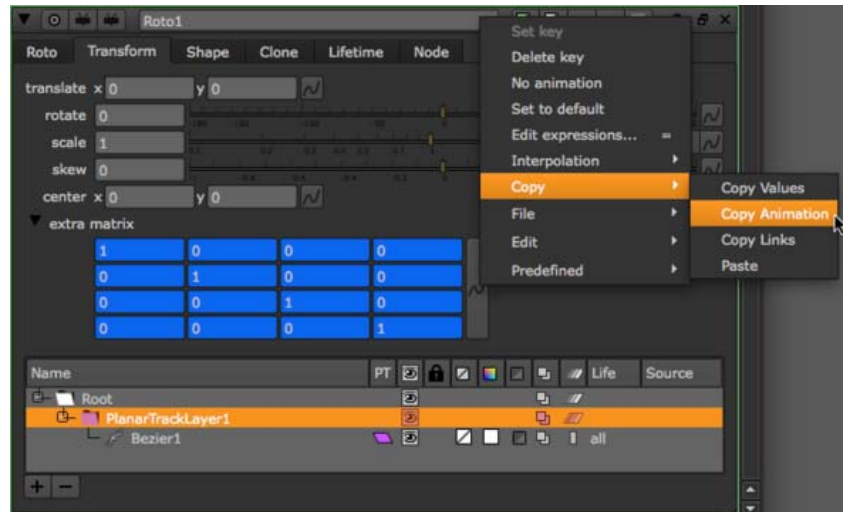 Roto1
Roto Transform Shape Clone Lifetime Node
translate x 0 y 0
rotate 0
scale 1
skew 0
center x 0 y 0
extra matrix
1 0 0 0
0 1 0 0
0 0 1 0
0 0 0 1
Set key
Delete key
No animation
Set to default
Edit expressions... =
Interpolation
Copy
File
Edit
Predefined
Copy Values
Copy Animation
Copy Links
Paste
Name PT Life Source
Root
PlanarTrackLayer1
Bezier1 all